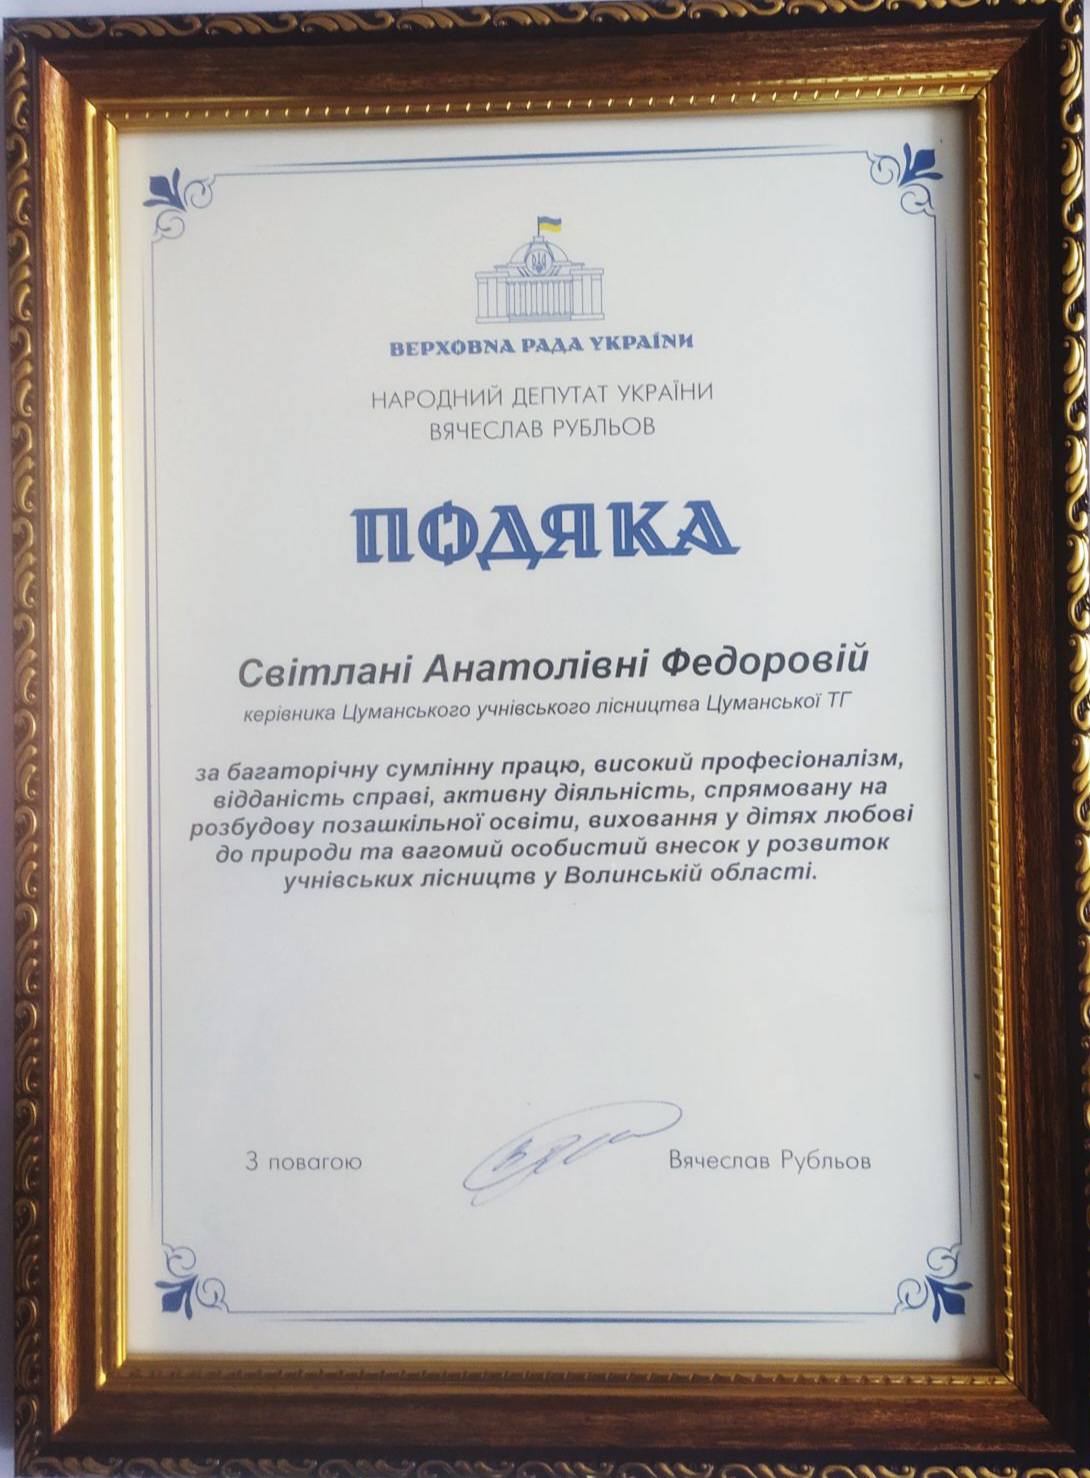 ВЕРХОВНА РАДА УКРАЇНИ
НАРОДНИЙ ДЕПУТАТ УКРАЇНИ
ВЯЧЕСЛАВ РУБЛЬОВ
ПОДЯКА
Світлані Анатолівні Федоровій
керівника Цуманського учнівського лісництва Цуманської ТГ
за багаторічну сумлінну працю, високий професіоналізм,
відданість справі, активну діяльність, спрямовану на
розбудову позашкільної освіти, виховання у дітях любові
до природи та вагомий особистий внесок у розвиток
учнівських лісництв у Волинській області.
З повагою Вячеслав Рубльов